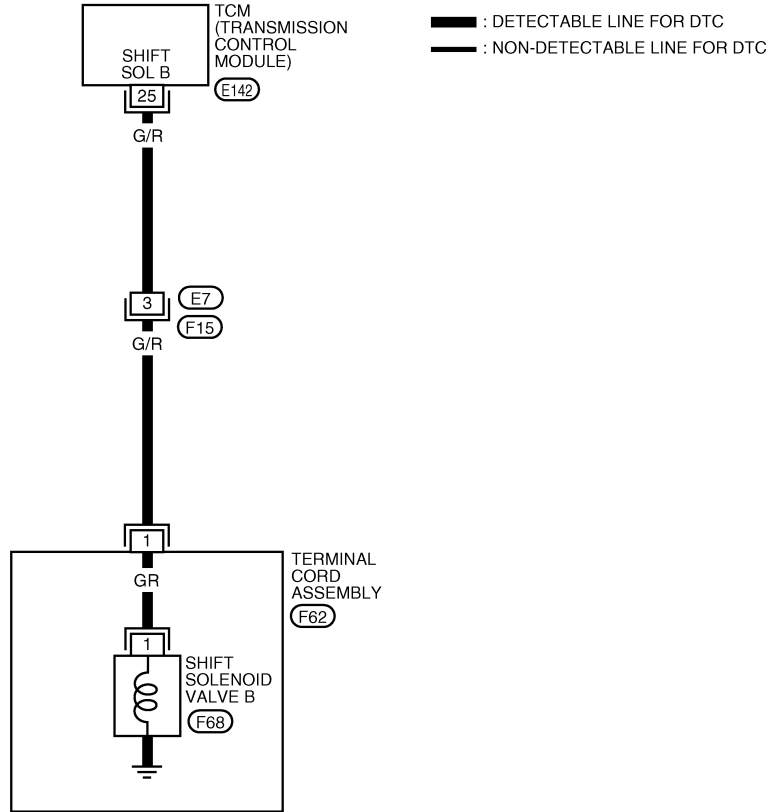 TCM
(TRANSMISSION
CONTROL
MODULE)
SHIFT
SOL B
25
E142
G/R
3
E7
F15
G/R
1
GR
TERMINAL
CORD
ASSEMBLY
F62
1
SHIFT
SOLENOID
VALVE B
F68
: DETECTABLE LINE FOR DTC
: NON-DETECTABLE LINE FOR DTC